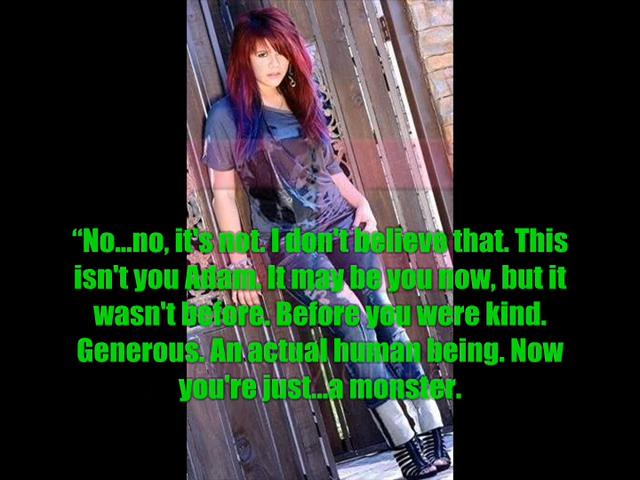 “No...no, it's not. I don't believe that. This
isn't you Adam. It may be you now, but it
wasn't before. Before you were kind.
Generous. An actual human being. Now
you're just...a monster.